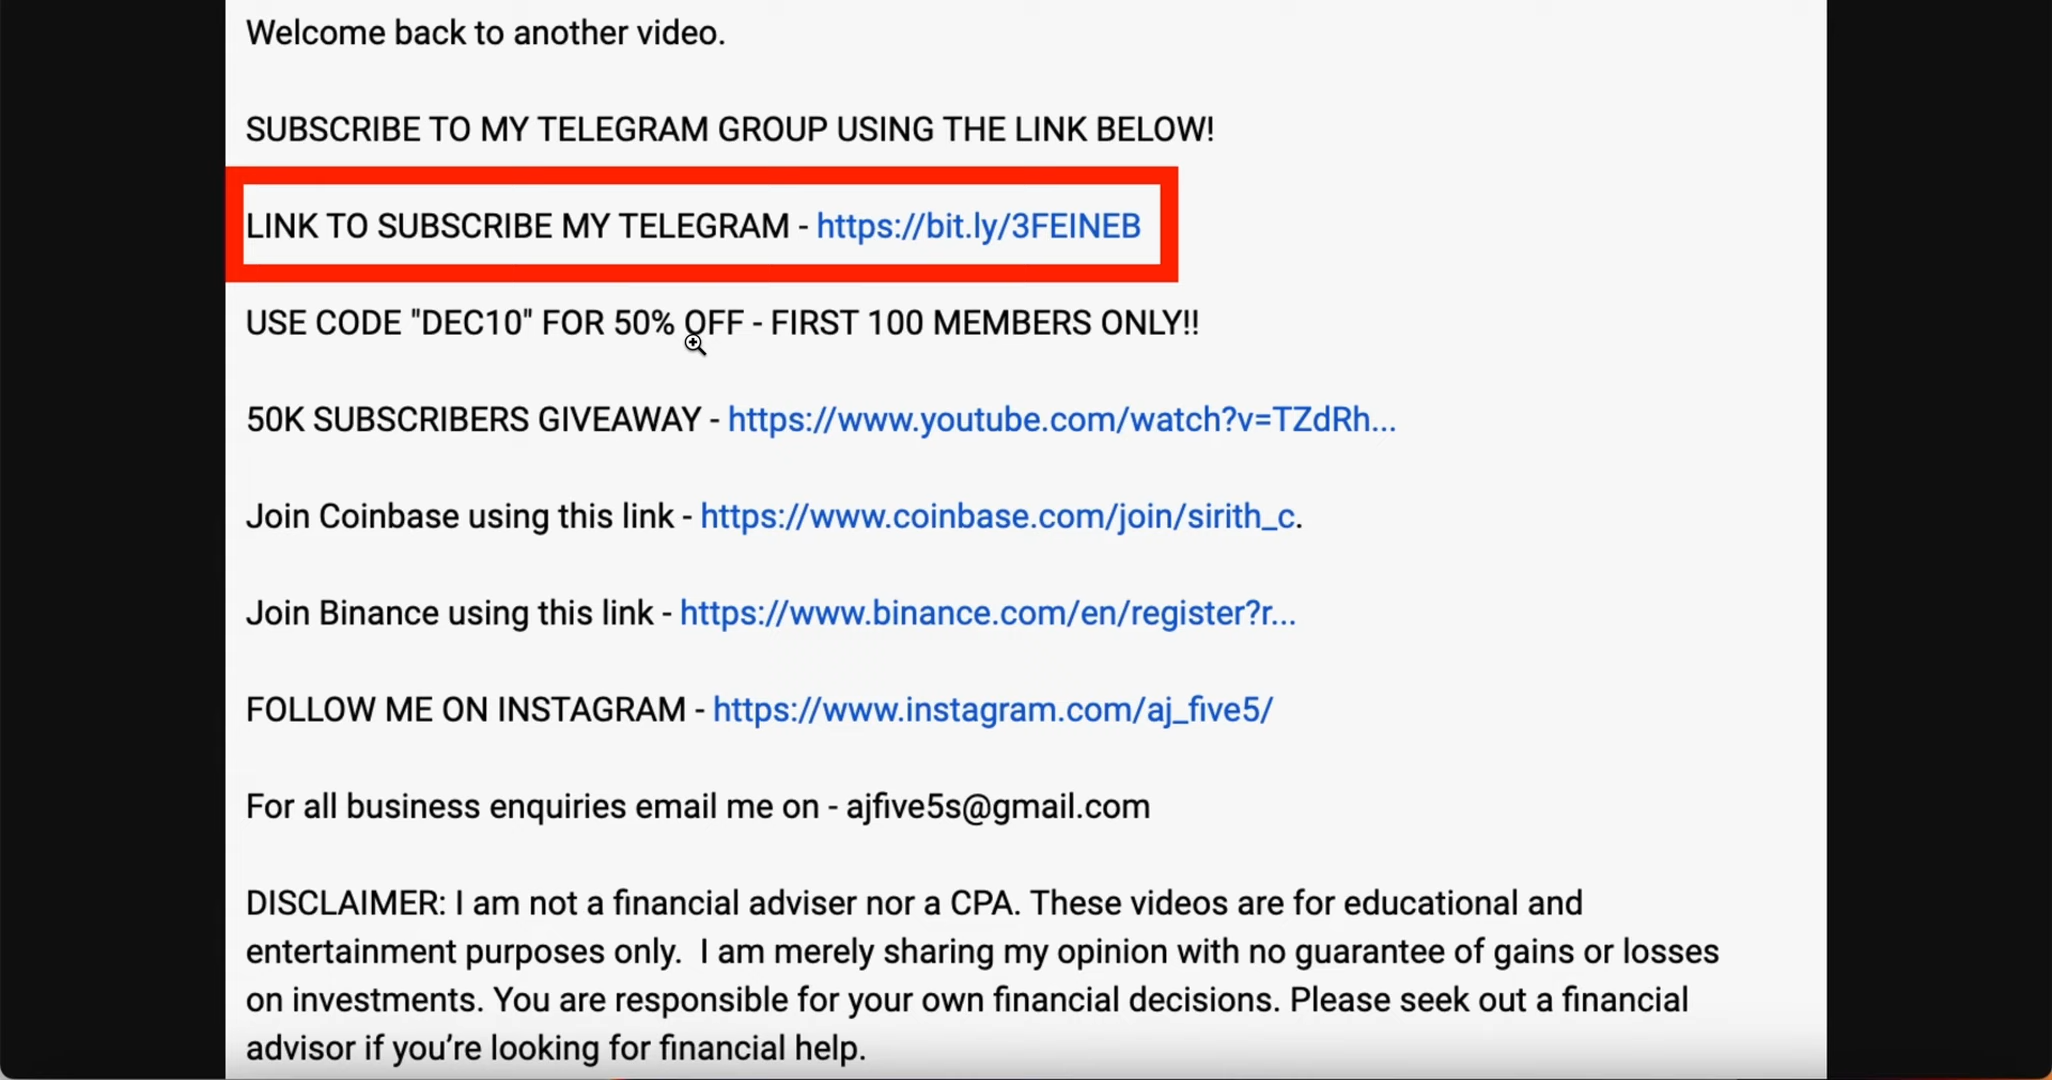 Welcome back to another video.
SUBSCRIBE TO MY TELEGRAM GROUP USING THE LINK BELOW!
LINK TO SUBSCRIBE MY TELEGRAM - https://bit.ly/3FEINEB
USE CODE "DEC10" FOR 50% OFF - FIRST 100 MEMBERS ONLY!!
50K SUBSCRIBERS GIVEAWAY - https://www.youtube.com/watch?v=TZdRh...
Join Coinbase using this link - https://www.coinbase.com/join/sirith_c.
Join Binance using this link - https://www.binance.com/en/register?r...
FOLLOW ME ON INSTAGRAM - https://www.instagram.com/aj_five5/
For all business enquiries email me on - ajfive5s@gmail.com
DISCLAIMER: I am not a financial adviser nor a CPA. These videos are for educational and
entertainment purposes only.  I am merely sharing my opinion with no guarantee of gains or losses
on investments. You are responsible for your own financial decisions. Please seek out a financial
advisor if you’re looking for financial help.